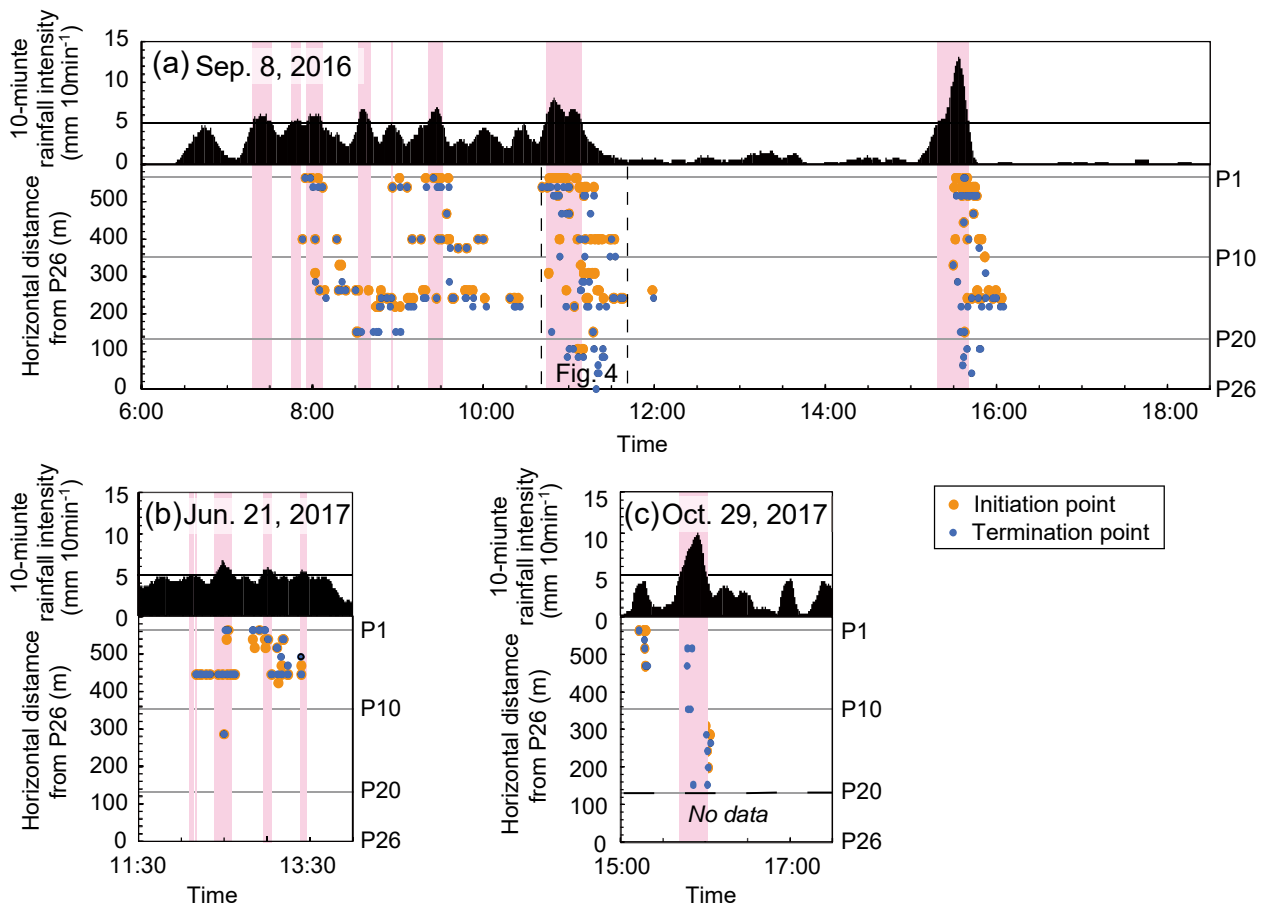 10-miunte
rainfall intensity
(mm 10min-1)
15
10
5
0
(a) Sep. 8, 2016
Horizontal distamce
from P26 (m)
500
400
300
200
100
0
P1
P10
P20
P26
Fig. 4
6:00 8:00 10:00 12:00 14:00 16:00 18:00
Time
10-miunte
rainfall intensity
(mm 10min-1)
15
10
5
0
(b) Jun. 21, 2017
Horizontal distamce
from P26 (m)
500
400
300
200
100
0
P1
P10
P20
P26
11:30 13:30
Time
10-miunte
rainfall intensity
(mm 10min-1)
15
10
5
0
(c) Oct. 29, 2017
Horizontal distamce
from P26 (m)
500
400
300
200
100
0
P1
P10
P20
P26
No data
15:00 17:00
Time
Initiation point
Termination point